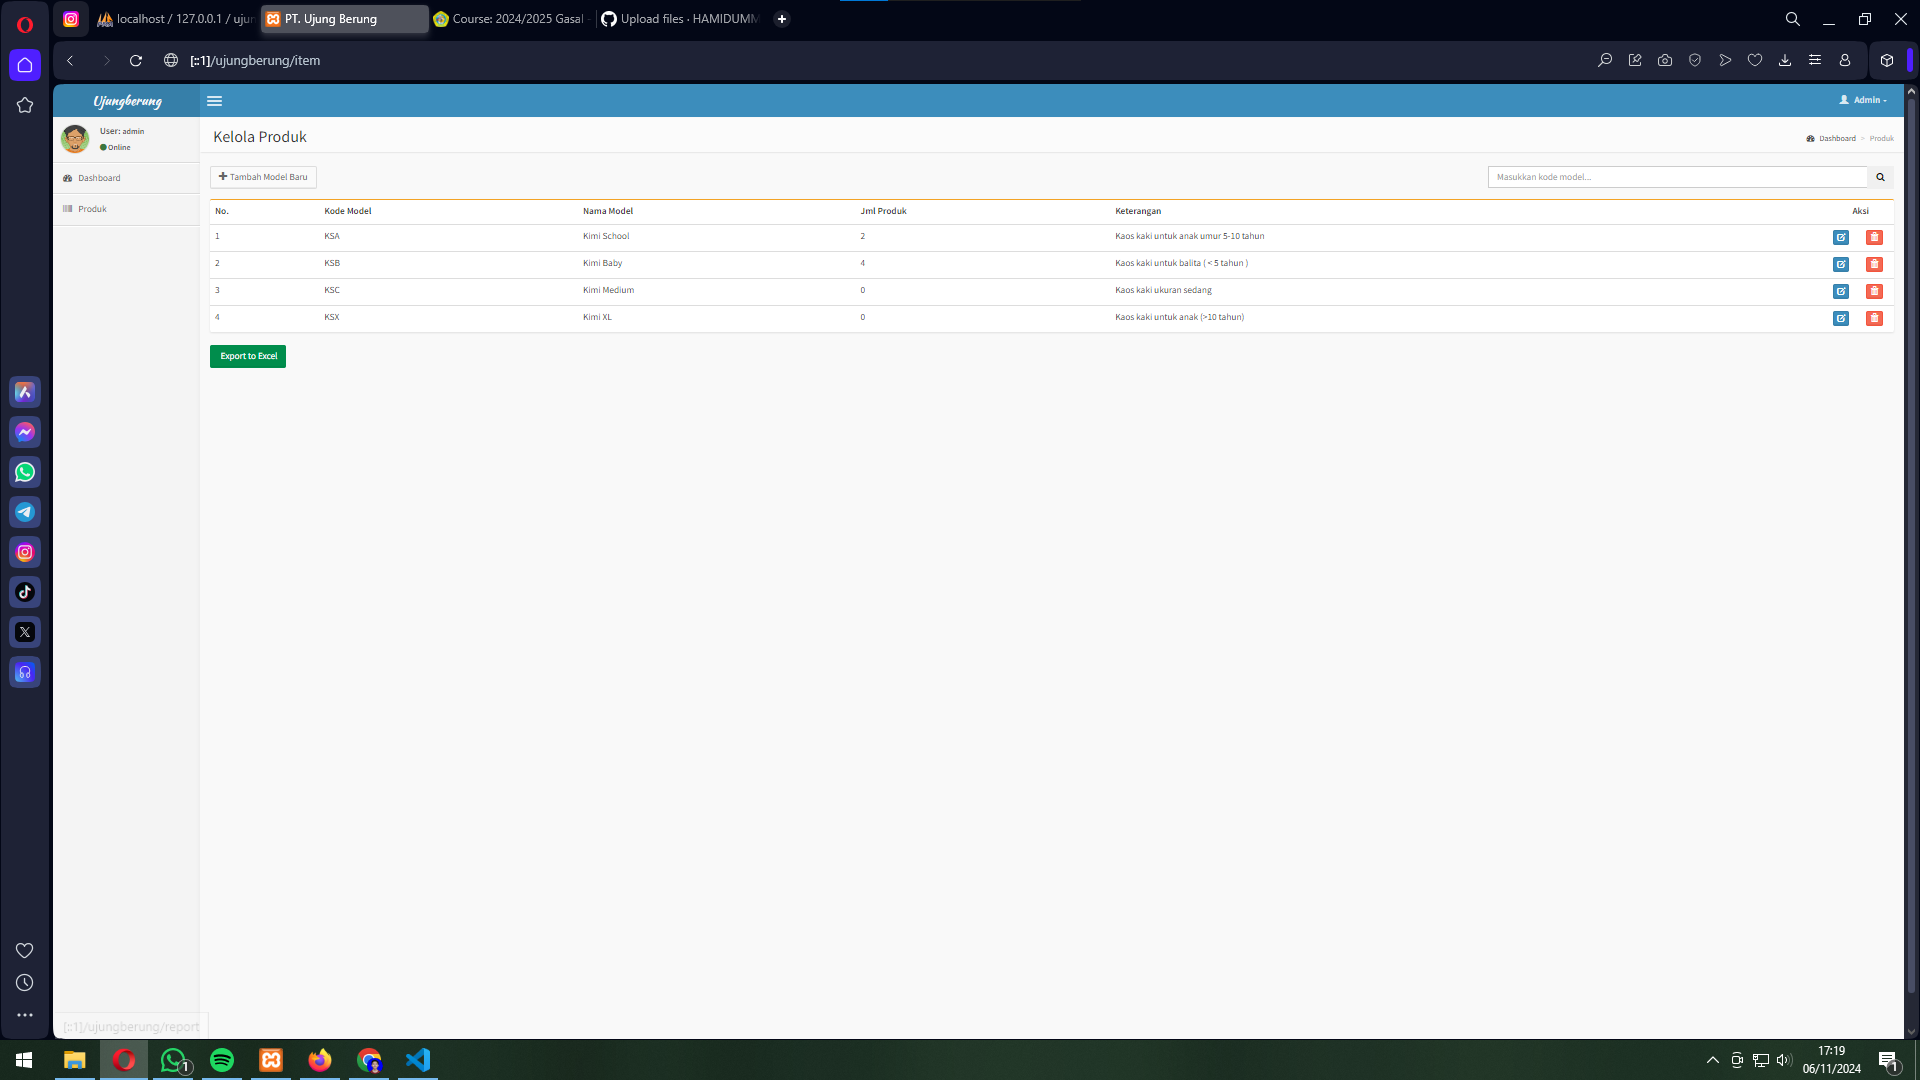 localhost / 127.0.0.1 / ujun
PT. Ujung Berung
Course: 2024/2025 Gasal -
Upload files · HAMIDUMM
[::1]/ujungberung/item
Ujungberung
Admin
User: admin
Online
Kelola Produk
Dashboard > Produk
Dashboard
Produk
Tambah Model Baru
Masukkan kode model...
No. Kode Model Nama Model Jml Produk Keterangan Aksi
1 KSA Kimi School 2 Kaos kaki untuk anak umur 5-10 tahun
2 KSB Kimi Baby 4 Kaos kaki untuk balita ( < 5 tahun )
3 KSC Kimi Medium 0 Kaos kaki ukuran sedang
4 KSX Kimi XL 0 Kaos kaki untuk anak (>10 tahun)
Export to Excel
[::1]/ujungberung/report
1
17:19
06/11/2024
1